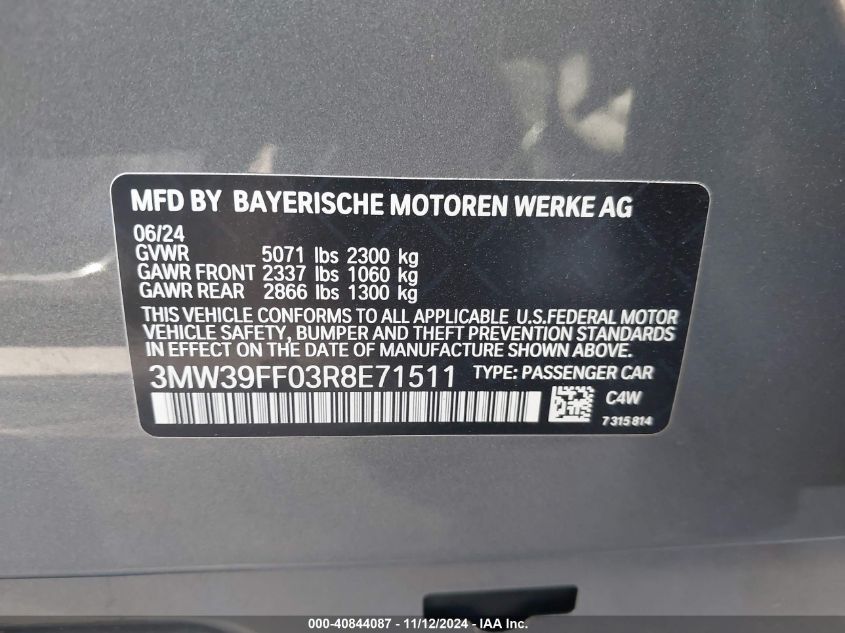 MFD BY BAYERISCHE MOTOREN WERKE AG
06/24
GVWR 5071 lbs 2300 kg
GAWR FRONT 2337 lbs 1060 kg
GAWR REAR 2866 lbs 1300 kg
THIS VEHICLE CONFORMS TO ALL APPLICABLE U.S.FEDERAL MOTOR
VEHICLE SAFETY, BUMPER AND THEFT PREVENTION STANDARDS
IN EFFECT ON THE DATE OF MANUFACTURE SHOWN ABOVE.
3MW39FF03R8E71511 TYPE: PASSENGER CAR
C4W
7 315 814
000-40844087 - 11/12/2024 - IAA Inc.